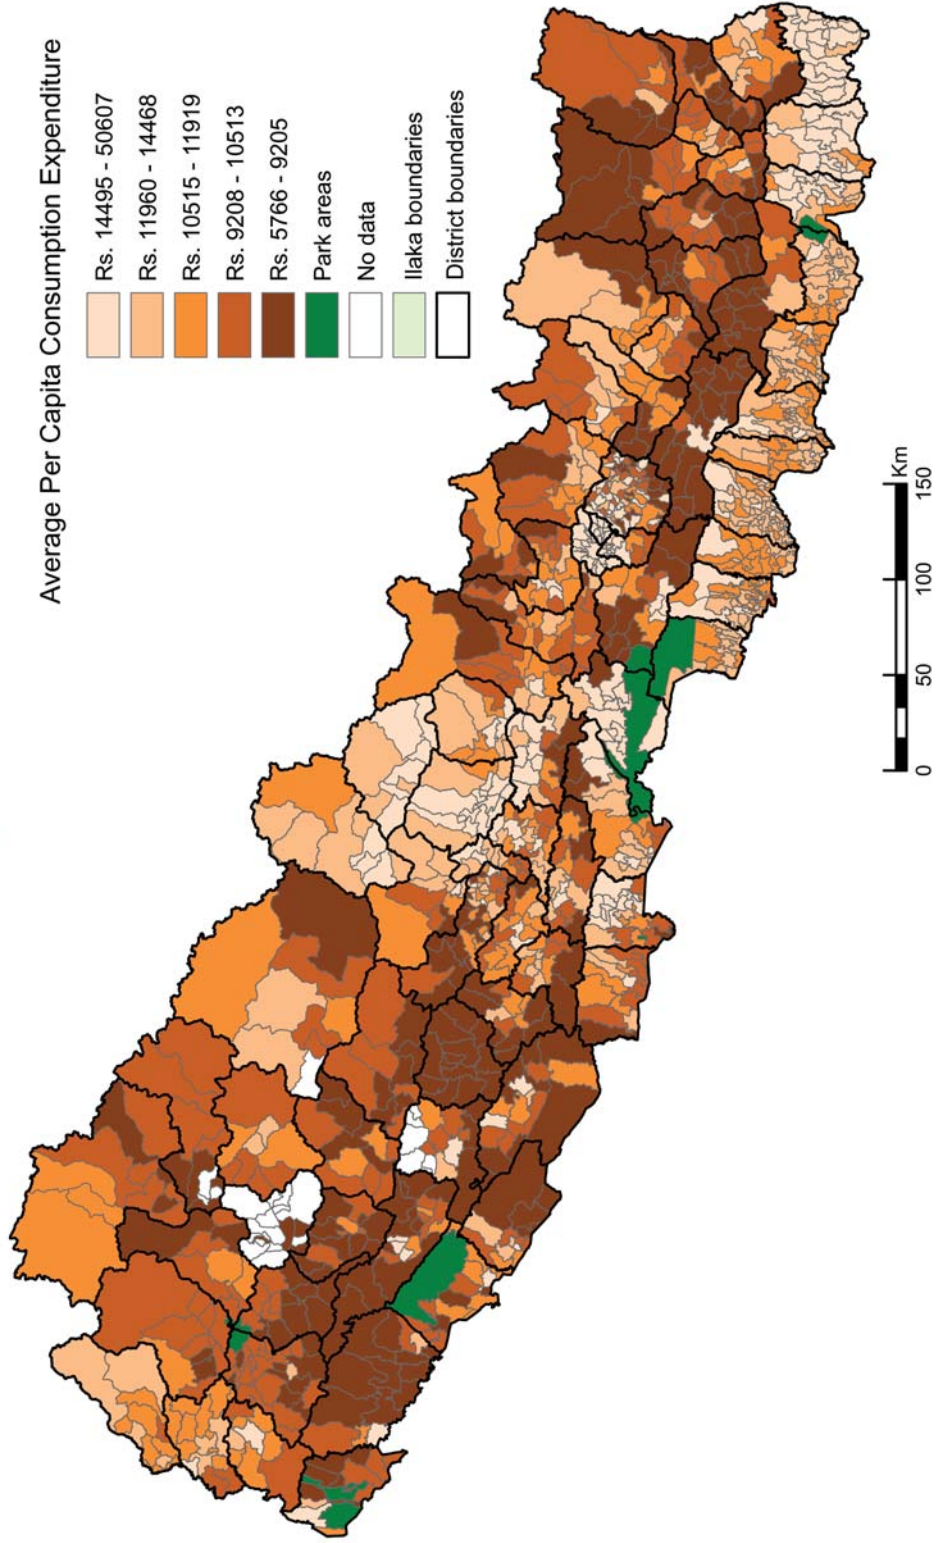 Average Per Capita Consumption Expenditure
Rs. 14495 - 50607
Rs. 11960 - 14468
Rs. 10515 - 11919
Rs. 9208 - 10513
Rs. 5766 - 9205
Park areas
No data
Ilaka boundaries
District boundaries
0 50 100 150
Km